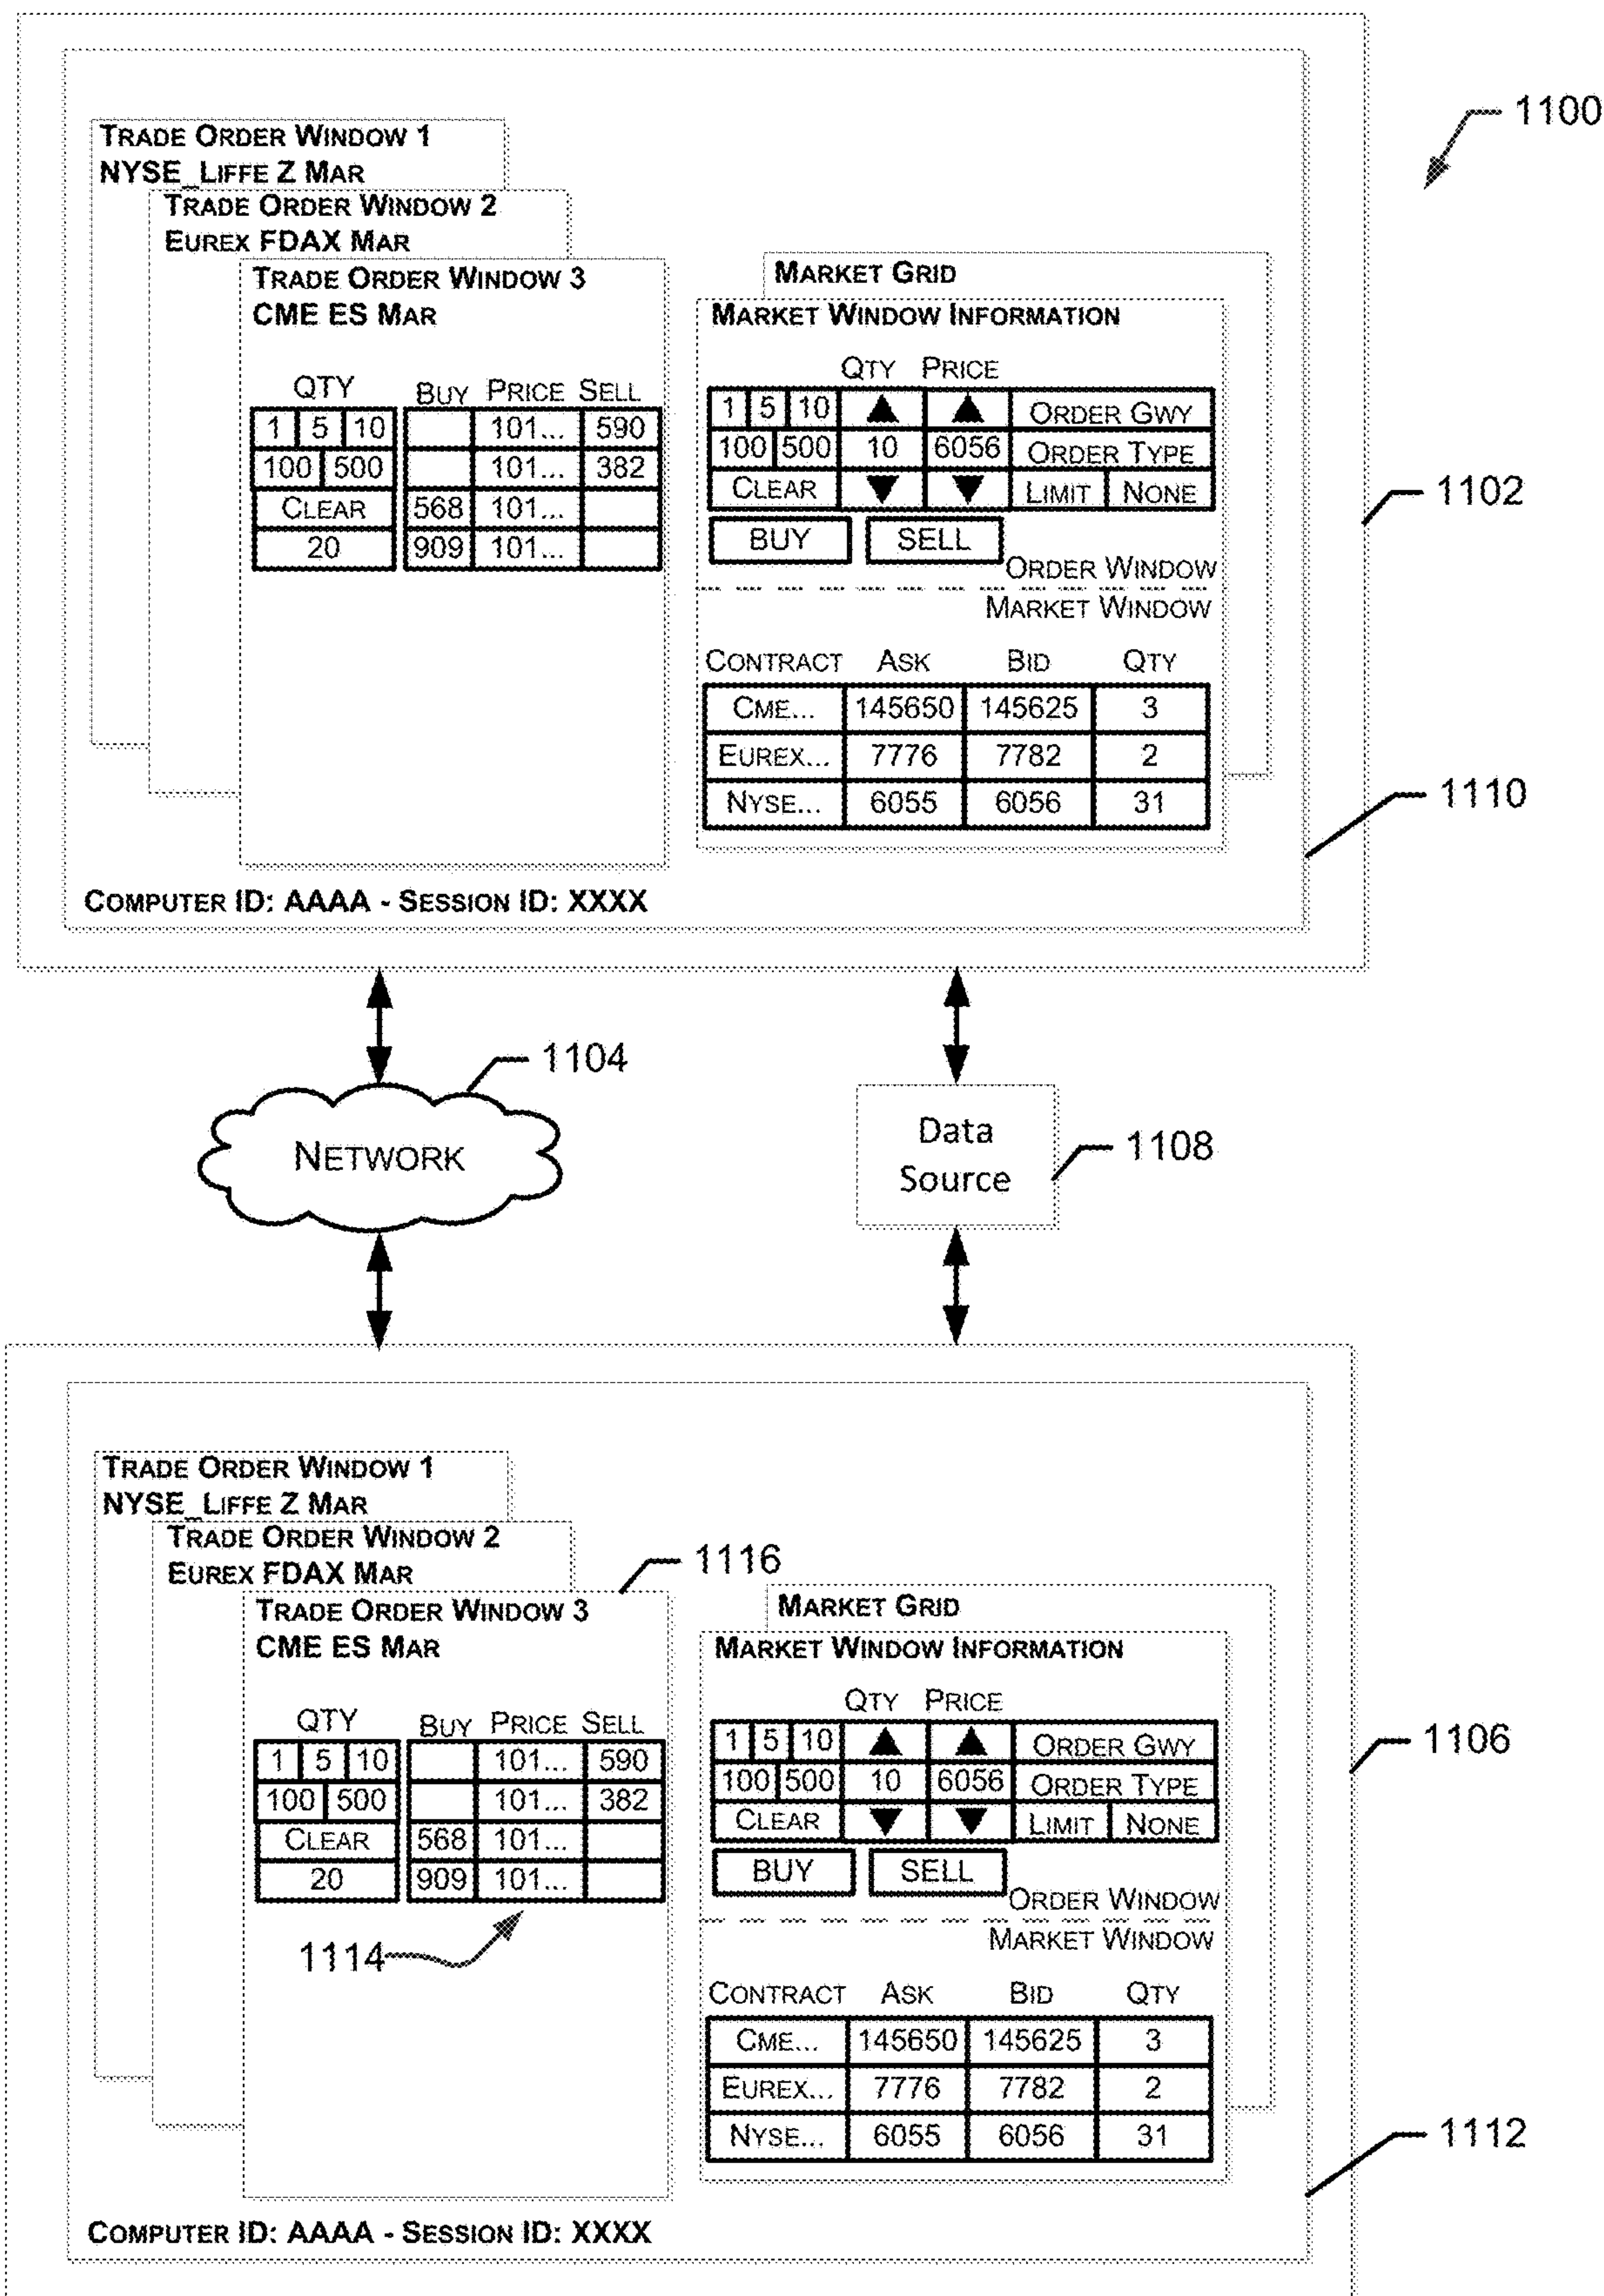 1100
TRADE ORDER WINDOW 1
NYSE_LIFFE Z MAR
TRADE ORDER WINDOW 2
EUREX FDAX MAR
TRADE ORDER WINDOW 3
CME ES MAR
QTY BUY PRICE SELL
1 5 10 101... 590
100 500 101... 382
CLEAR 568 101...
20 909 101...
MARKET GRID
MARKET WINDOW INFORMATION
QTY PRICE
1 5 10 ▲ ▲ ORDER GWY
100 500 10 6056 ORDER TYPE
CLEAR ▼ ▼ LIMIT NONE
BUY SELL
ORDER WINDOW
MARKET WINDOW
CONTRACT ASK BID QTY
CME... 145650 145625 3
EUREX... 7776 7782 2
NYSE... 6055 6056 31
1102
1110
COMPUTER ID: AAAA - SESSION ID: XXXX
1104
NETWORK
Data
Source
1108
TRADE ORDER WINDOW 1
NYSE_LIFFE Z MAR
TRADE ORDER WINDOW 2
EUREX FDAX MAR
1116
TRADE ORDER WINDOW 3
CME ES MAR
QTY BUY PRICE SELL
1 5 10 101... 590
100 500 101... 382
CLEAR 568 101...
20 909 101...
1114
MARKET GRID
MARKET WINDOW INFORMATION
QTY PRICE
1 5 10 ▲ ▲ ORDER GWY
100 500 10 6056 ORDER TYPE
CLEAR ▼ ▼ LIMIT NONE
BUY SELL
ORDER WINDOW
MARKET WINDOW
CONTRACT ASK BID QTY
CME... 145650 145625 3
EUREX... 7776 7782 2
NYSE... 6055 6056 31
1106
1112
COMPUTER ID: AAAA - SESSION ID: XXXX